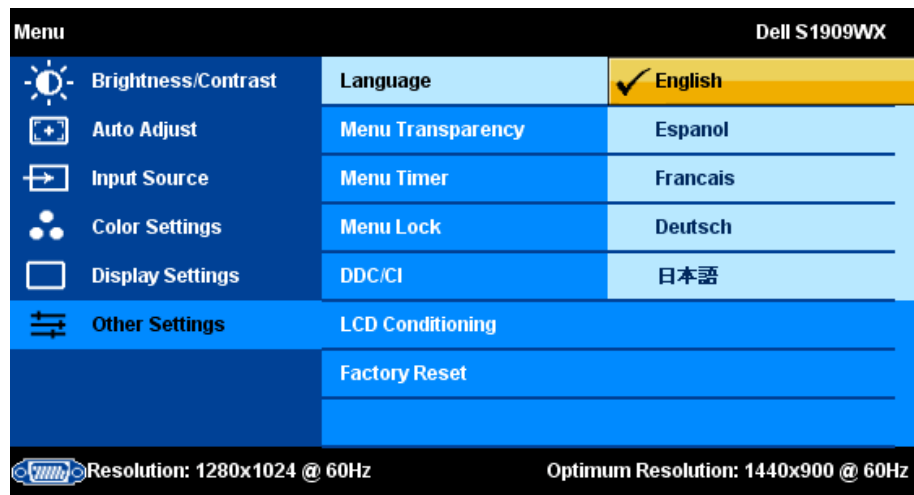 Menu
Dell S1909WX
Brightness/Contrast
Language
English
Auto Adjust
Menu Transparency
Espanol
Input Source
Menu Timer
Francais
Color Settings
Menu Lock
Deutsch
Display Settings
DDC/CI
日本語
Other Settings
LCD Conditioning
Factory Reset
Resolution: 1280x1024 @ 60Hz
Optimum Resolution: 1440x900 @ 60Hz